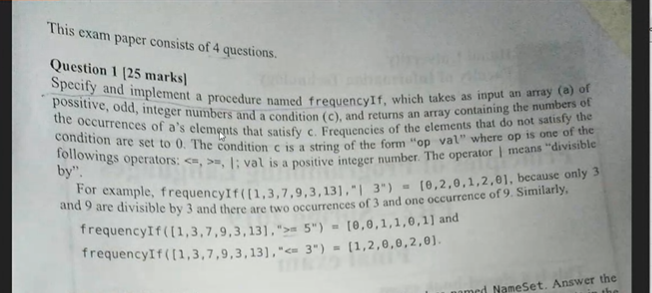 This exam paper consists of 4 questions.
Question 1 [25 marks]
Specify and implement a procedure named frequencyIf, which takes as input an array (a) of
possitive, odd, integer numbers and a condition (c), and returns an array containing the numbers of
the occurrences of a's elements that satisfy c. Frequencies of the elements that do not satisfy the
condition are set to 0. The condition c is a string of the form "op val" where op is one of the
followings operators: <=, >=, |; val is a positive integer number. The operator | means "divisible
by".
For example, frequencyIf([1,3,7,9,3,13],"| 3") = [0,2,0,1,2,0], because only 3
and 9 are divisible by 3 and there are two occurrences of 3 and one occurrence of 9. Similarly,
frequencyIf([1,3,7,9,3,13],">= 5") = [0,0,1,1,0,1] and
frequencyIf([1,3,7,9,3,13],"<= 3") = [1,2,0,0,2,0].
NameSet. Answer the